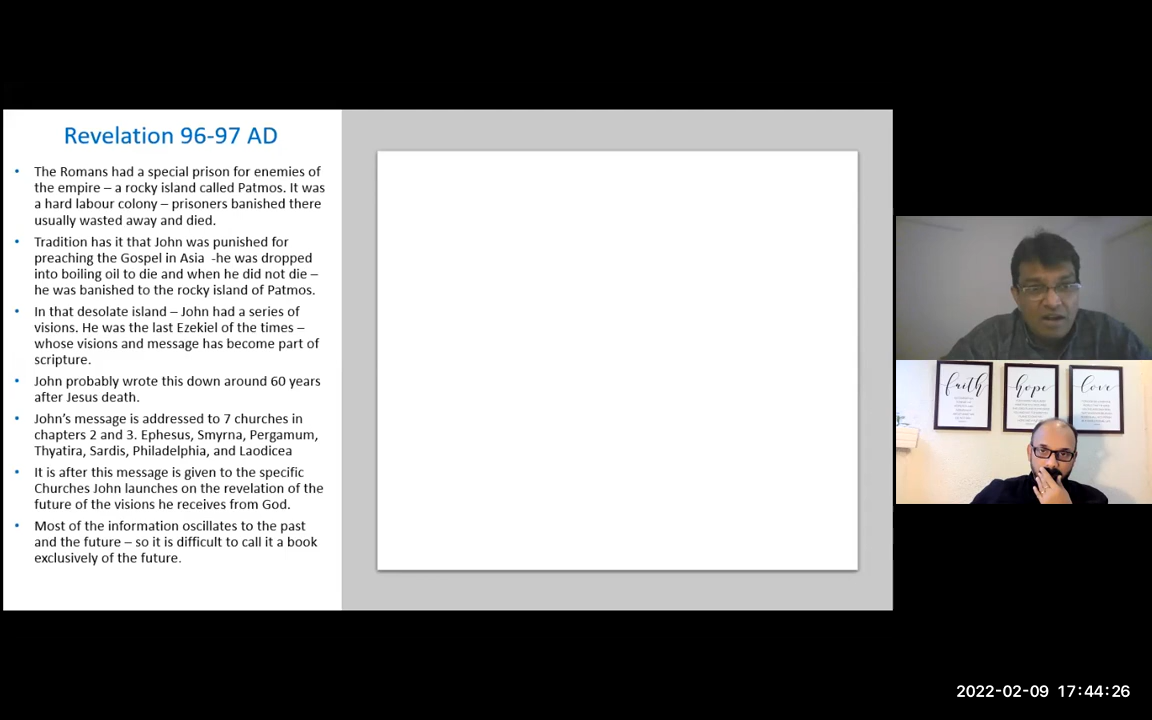 Revelation 96-97 AD
• The Romans had a special prison for enemies of
the empire – a rocky island called Patmos. It was
a hard labour colony – prisoners banished there
usually wasted away and died.
• Tradition has it that John was punished for
preaching the Gospel in Asia -he was dropped
into boiling oil to die and when he did not die –
he was banished to the rocky island of Patmos.
• In that desolate island – John had a series of
visions. He was the last Ezekiel of the times –
whose visions and message has become part of
scripture.
• John probably wrote this down around 60 years
after Jesus death.
• John’s message is addressed to 7 churches in
chapters 2 and 3. Ephesus, Smyrna, Pergamum,
Thyatira, Sardis, Philadelphia, and Laodicea
• It is after this message is given to the specific
Churches John launches on the revelation of the
future of the visions he receives from God.
• Most of the information oscillates to the past
and the future – so it is difficult to call it a book
exclusively of the future.
faith
hope
love
2022-02-09 17:44:26